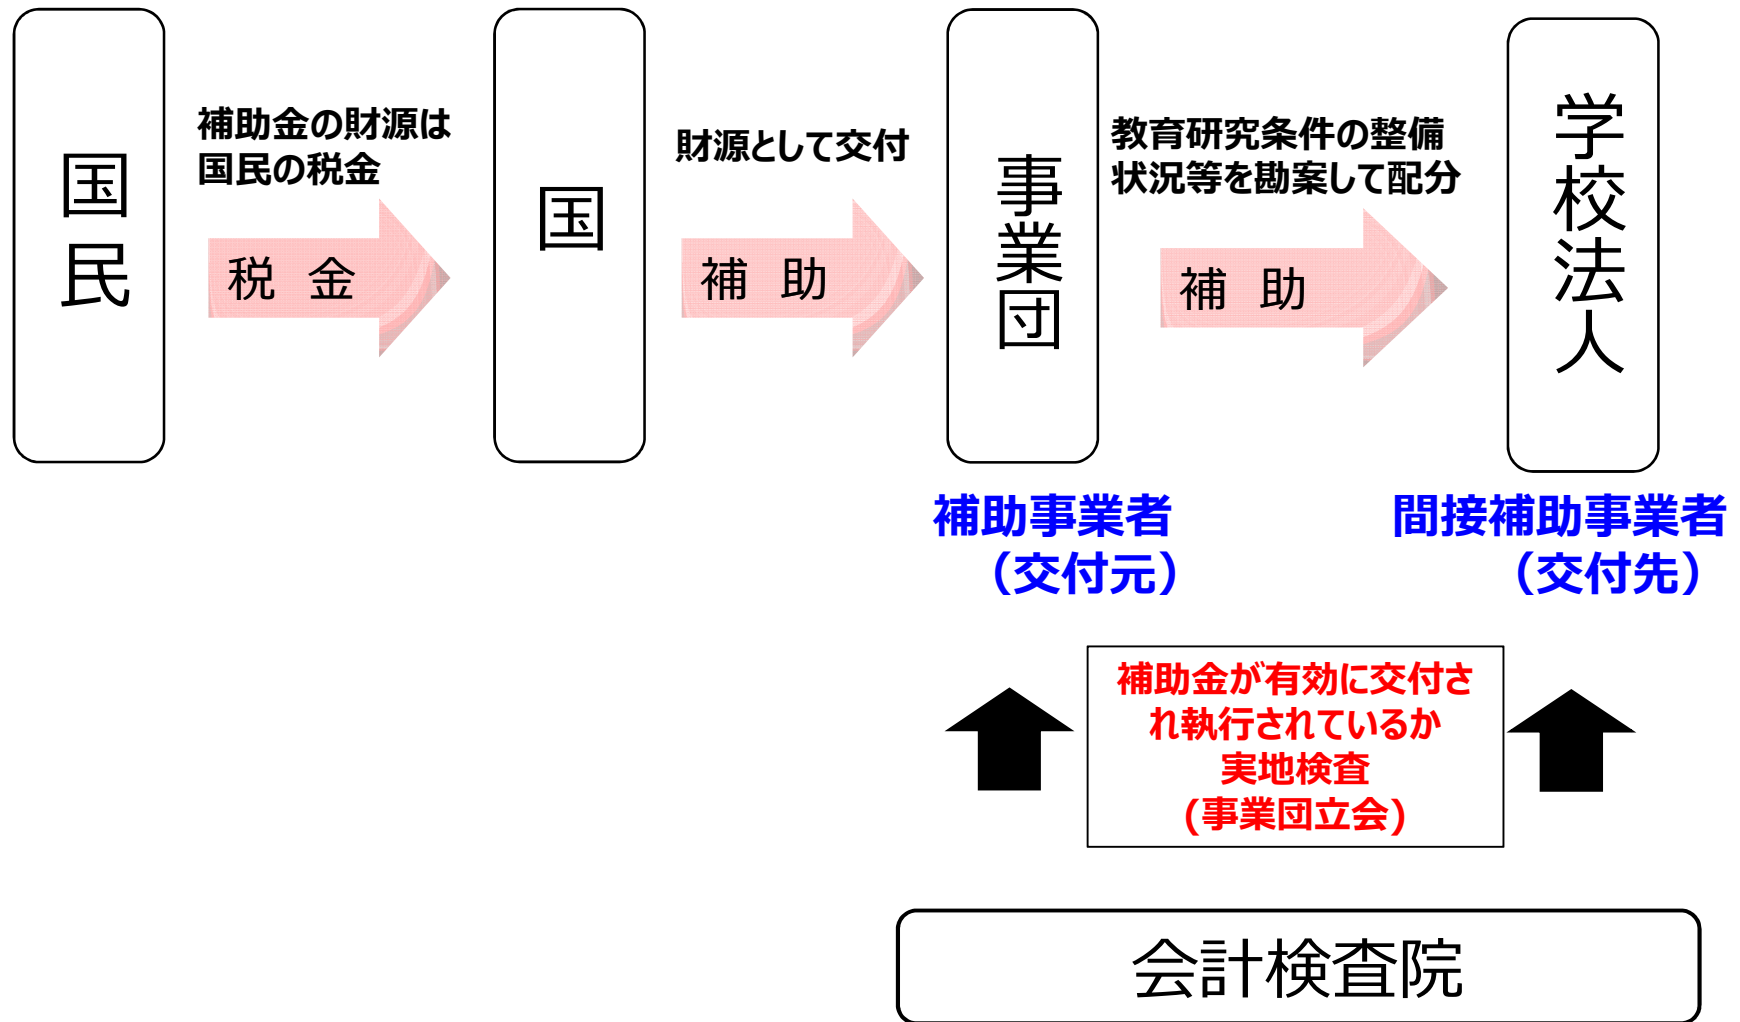 国民
補助金の財源は
国民の税金
税 金
国
財源として交付
補 助
事業団
教育研究条件の整備
状況等を勘案して配分
補 助
学校法人
補助事業者
（交付元）
間接補助事業者
（交付先）
補助金が有効に交付さ
れ執行されているか
実地検査
(事業団立会)
会計検査院